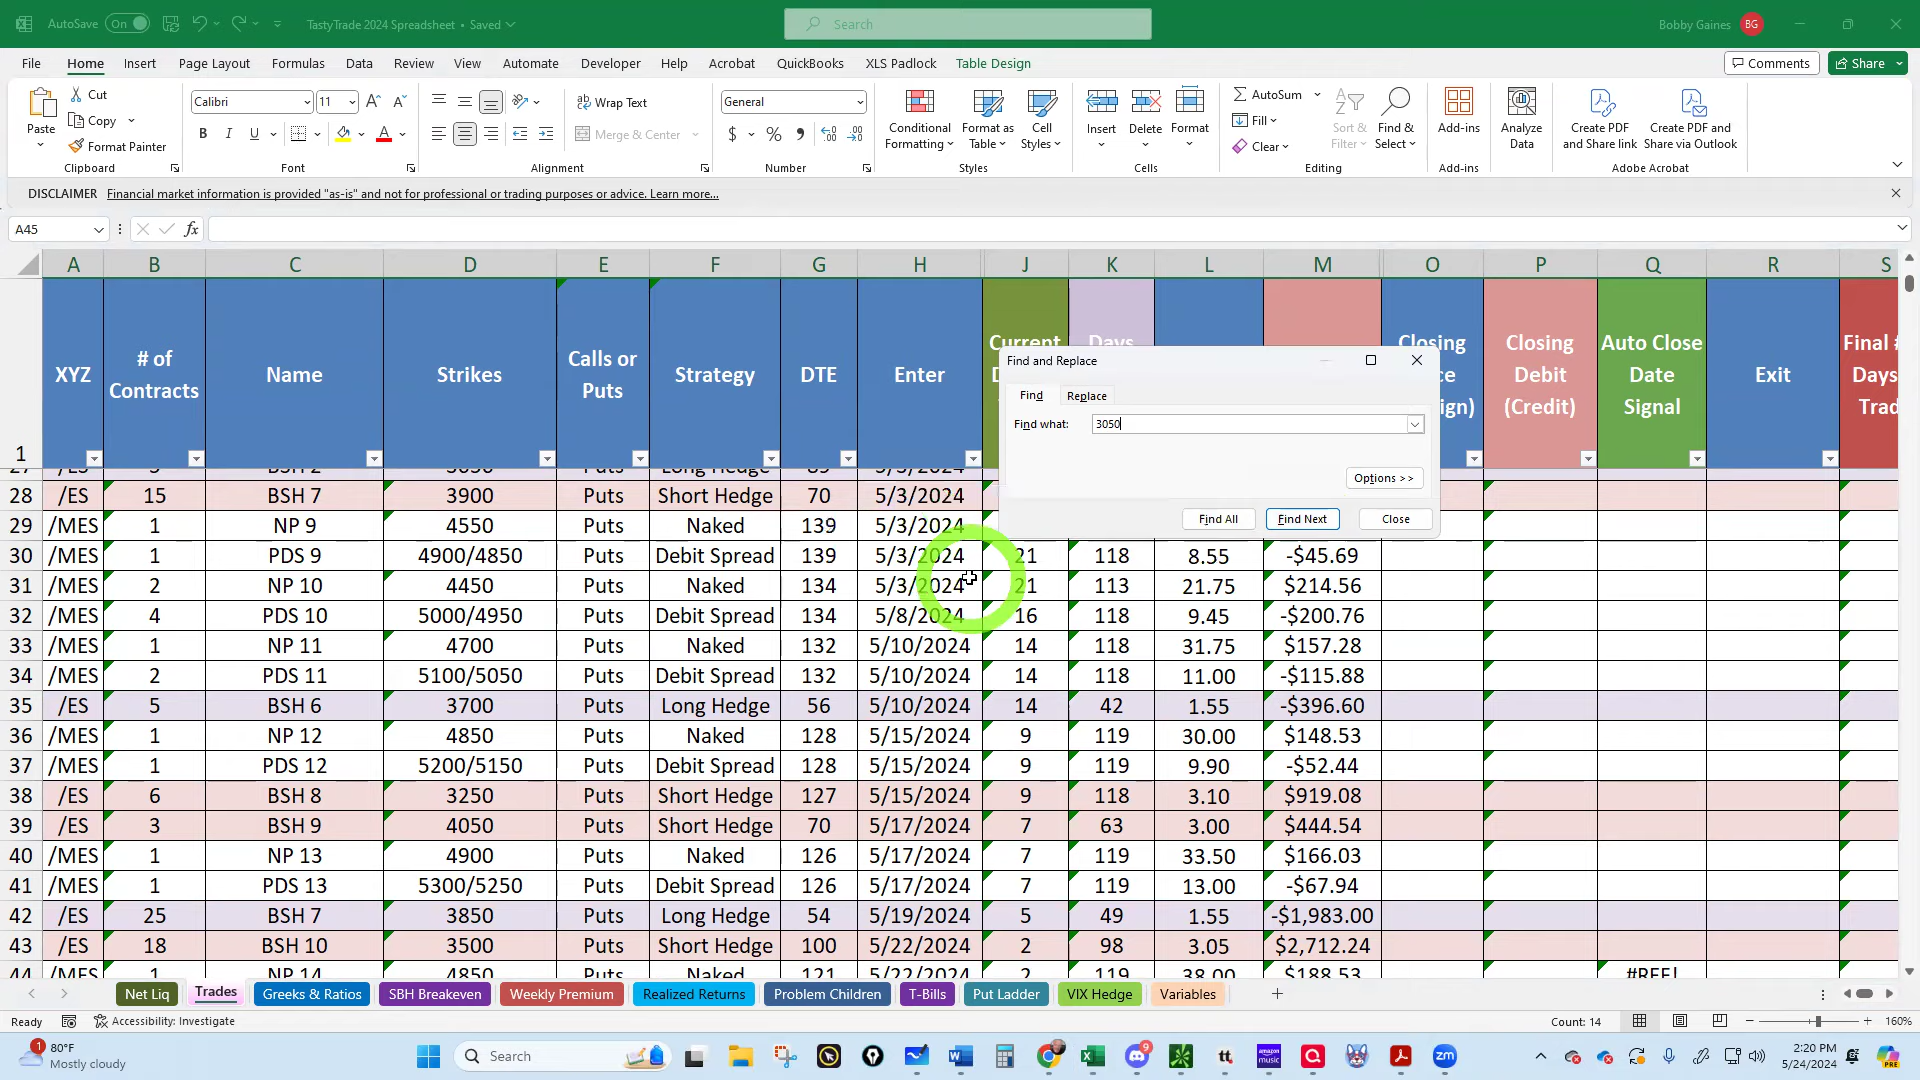 AutoSave On TastyTrade 2024 Spreadsheet • Saved Search Bobby Gaines BG
File Home Insert Page Layout Formulas Data Review View Automate Developer Help Acrobat QuickBooks XLS Padlock Table Design Comments Share
Paste Cut Copy Format Painter Clipboard
Calibri 11 B I U A Font
Wrap Text Merge & Center Alignment
General $ % Number
Conditional Formatting Format as Table Cell Styles Styles
Insert Delete Format Cells
AutoSum Fill Clear Sort & Filter Find & Select Editing
Add-ins Add-ins
Analyze Data
Create PDF and Share link Create PDF and Share via Outlook Adobe Acrobat
DISCLAIMER Financial market information is provided "as-is" and not for professional or trading purposes or advice. Learn more...
A45 fx
A B C D E F G H J K L M O P Q R S
1 XYZ # of Contracts Name Strikes Calls or Puts Strategy DTE Enter Current Days Closing Closing Debit (Credit) Auto Close Date Signal Exit Final Days
Find and Replace
Find Replace
Find what: 3050
Options >>
Find All Find Next Close
28 /ES 15 BSH 7 3900 Puts Short Hedge 70 5/3/2024
29 /MES 1 NP 9 4550 Puts Naked 139 5/3/2024
30 /MES 1 PDS 9 4900/4850 Puts Debit Spread 139 5/3/2024 21 118 8.55 -$45.69
31 /MES 2 NP 10 4450 Puts Naked 134 5/3/2024 21 113 21.75 $214.56
32 /MES 4 PDS 10 5000/4950 Puts Debit Spread 134 5/8/2024 16 118 9.45 -$200.76
33 /MES 1 NP 11 4700 Puts Naked 132 5/10/2024 14 118 31.75 $157.28
34 /MES 2 PDS 11 5100/5050 Puts Debit Spread 132 5/10/2024 14 118 11.00 -$115.88
35 /ES 5 BSH 6 3700 Puts Long Hedge 56 5/10/2024 14 42 1.55 -$396.60
36 /MES 1 NP 12 4850 Puts Naked 128 5/15/2024 9 119 30.00 $148.53
37 /MES 1 PDS 12 5200/5150 Puts Debit Spread 128 5/15/2024 9 119 9.90 -$52.44
38 /ES 6 BSH 8 3250 Puts Short Hedge 127 5/15/2024 9 118 3.10 $919.08
39 /ES 3 BSH 9 4050 Puts Short Hedge 70 5/17/2024 7 63 3.00 $444.54
40 /MES 1 NP 13 4900 Puts Naked 126 5/17/2024 7 119 33.50 $166.03
41 /MES 1 PDS 13 5300/5250 Puts Debit Spread 126 5/17/2024 7 119 13.00 -$67.94
42 /ES 25 BSH 7 3850 Puts Long Hedge 54 5/19/2024 5 49 1.55 -$1,983.00
43 /ES 18 BSH 10 3500 Puts Short Hedge 100 5/22/2024 2 98 3.05 $2,712.24
44 /MES 1 NP 14 4850 Puts Naked 121 5/22/2024 2 119 38.00 $188.53 #REF!
Net Liq Trades Greeks & Ratios SBH Breakeven Weekly Premium Realized Returns Problem Children T-Bills Put Ladder VIX Hedge Variables
Ready Accessibility: Investigate Count: 14 160%
1 80°F Mostly cloudy Search 9 tt amazon music zm 2:20 PM 5/24/2024 PRE